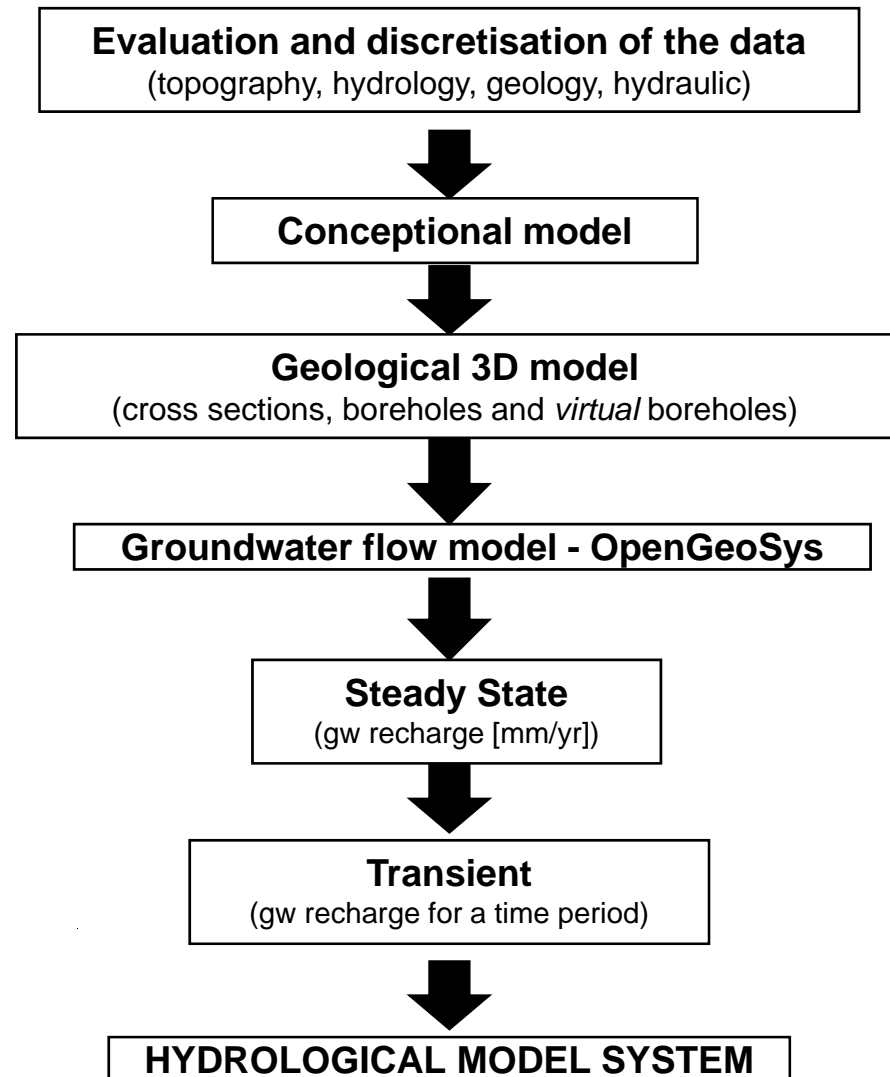 Evaluation and discretisation of the data
(topography, hydrology, geology, hydraulic)
Conceptional model
Geological 3D model
(cross sections, boreholes and virtual boreholes)
Groundwater flow model - OpenGeoSys
Steady State
(gw recharge [mm/yr])
Transient
(gw recharge for a time period)
HYDROLOGICAL MODEL SYSTEM